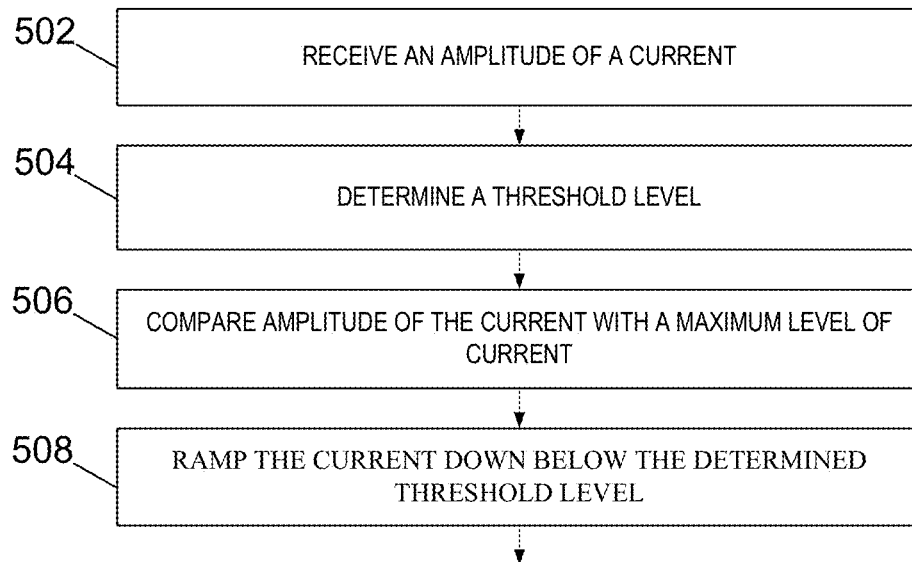 502
RECEIVE AN AMPLITUDE OF A CURRENT
504
DETERMINE A THRESHOLD LEVEL
506
COMPARE AMPLITUDE OF THE CURRENT WITH A MAXIMUM LEVEL OF
CURRENT
508
RAMP THE CURRENT DOWN BELOW THE DETERMINED
THRESHOLD LEVEL